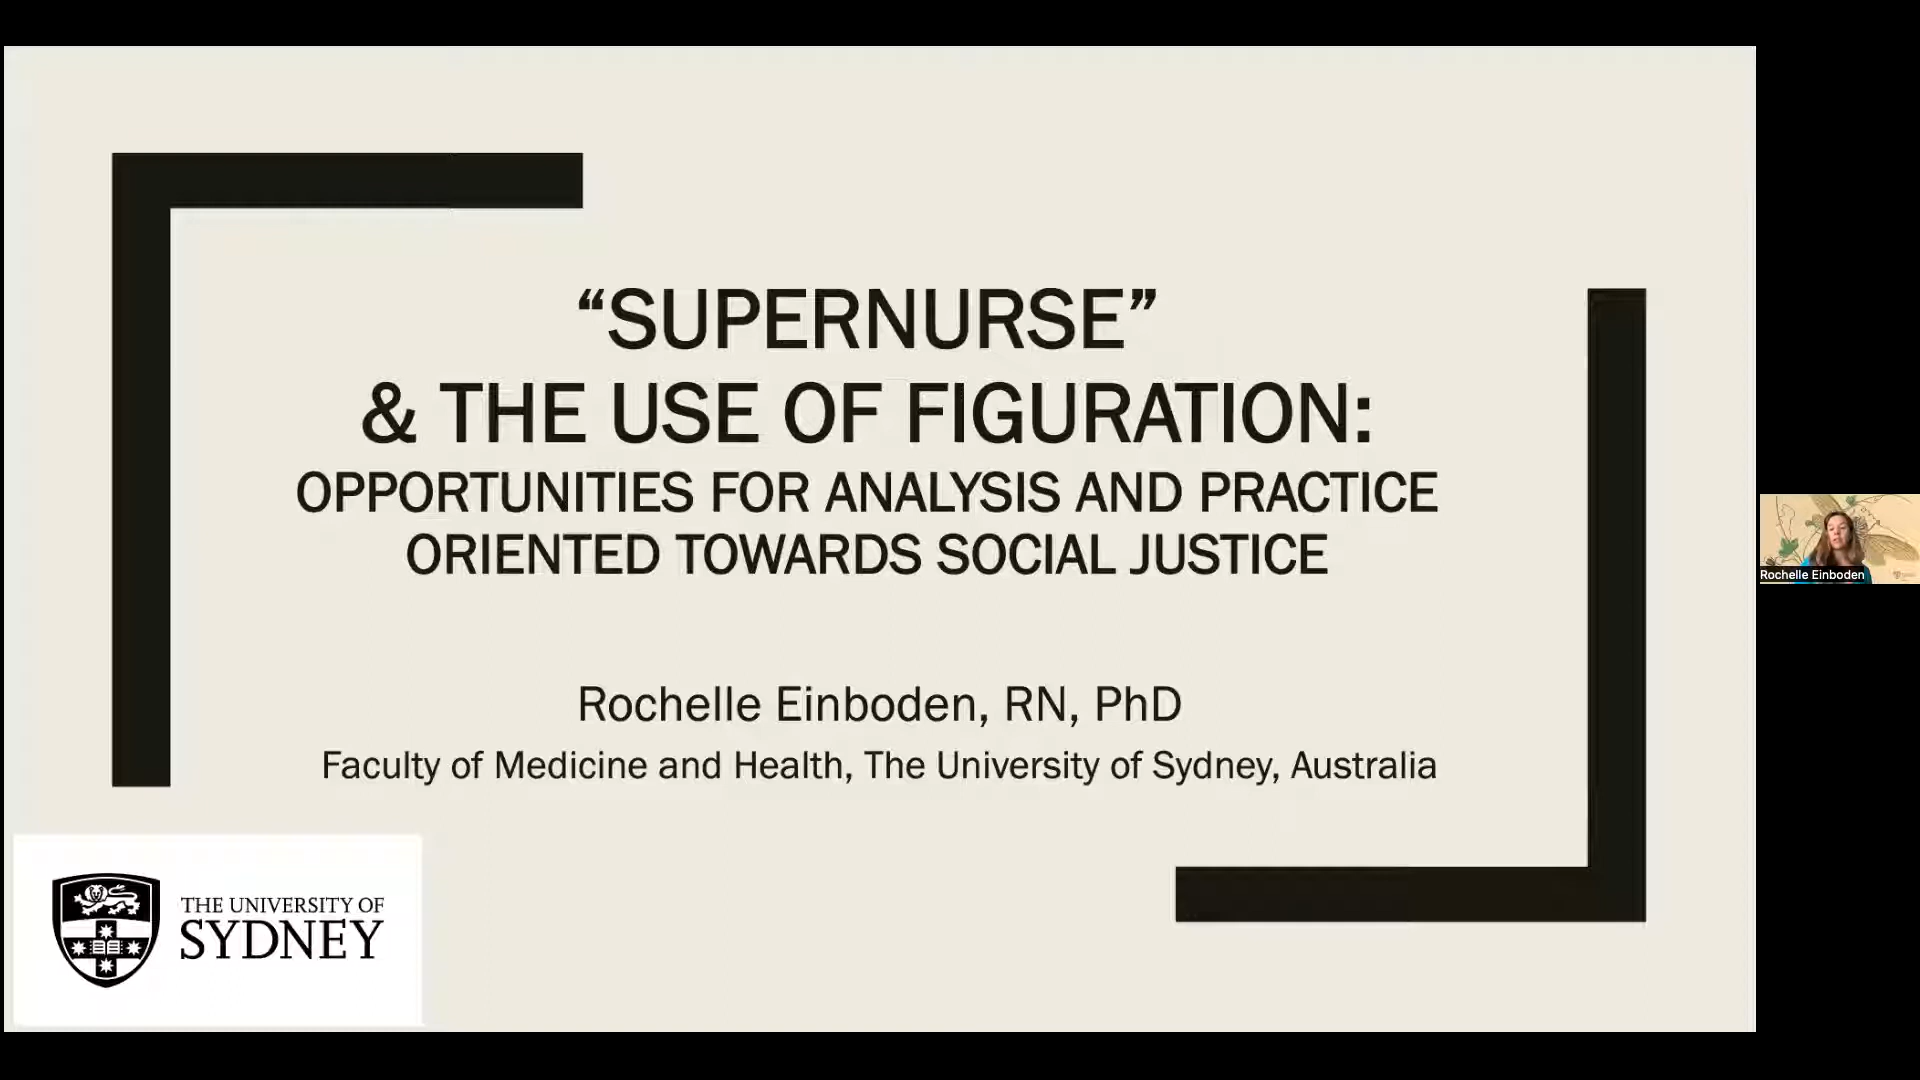 “SUPERNURSE”
& THE USE OF FIGURATION:
OPPORTUNITIES FOR ANALYSIS AND PRACTICE
ORIENTED TOWARDS SOCIAL JUSTICE
Rochelle Einboden, RN, PhD
Faculty of Medicine and Health, The University of Sydney, Australia
THE UNIVERSITY OF
SYDNEY
Rochelle Einboden